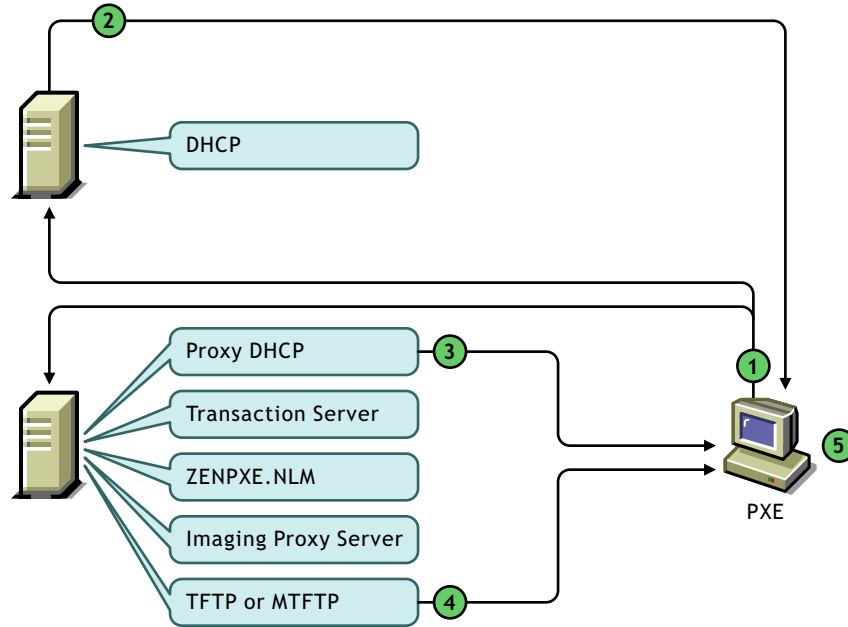 2
DHCP
Proxy DHCP
3
1
Transaction Server
5
ZENPXE.NLM
PXE
Imaging Proxy Server
TFTP or MTFTP
4